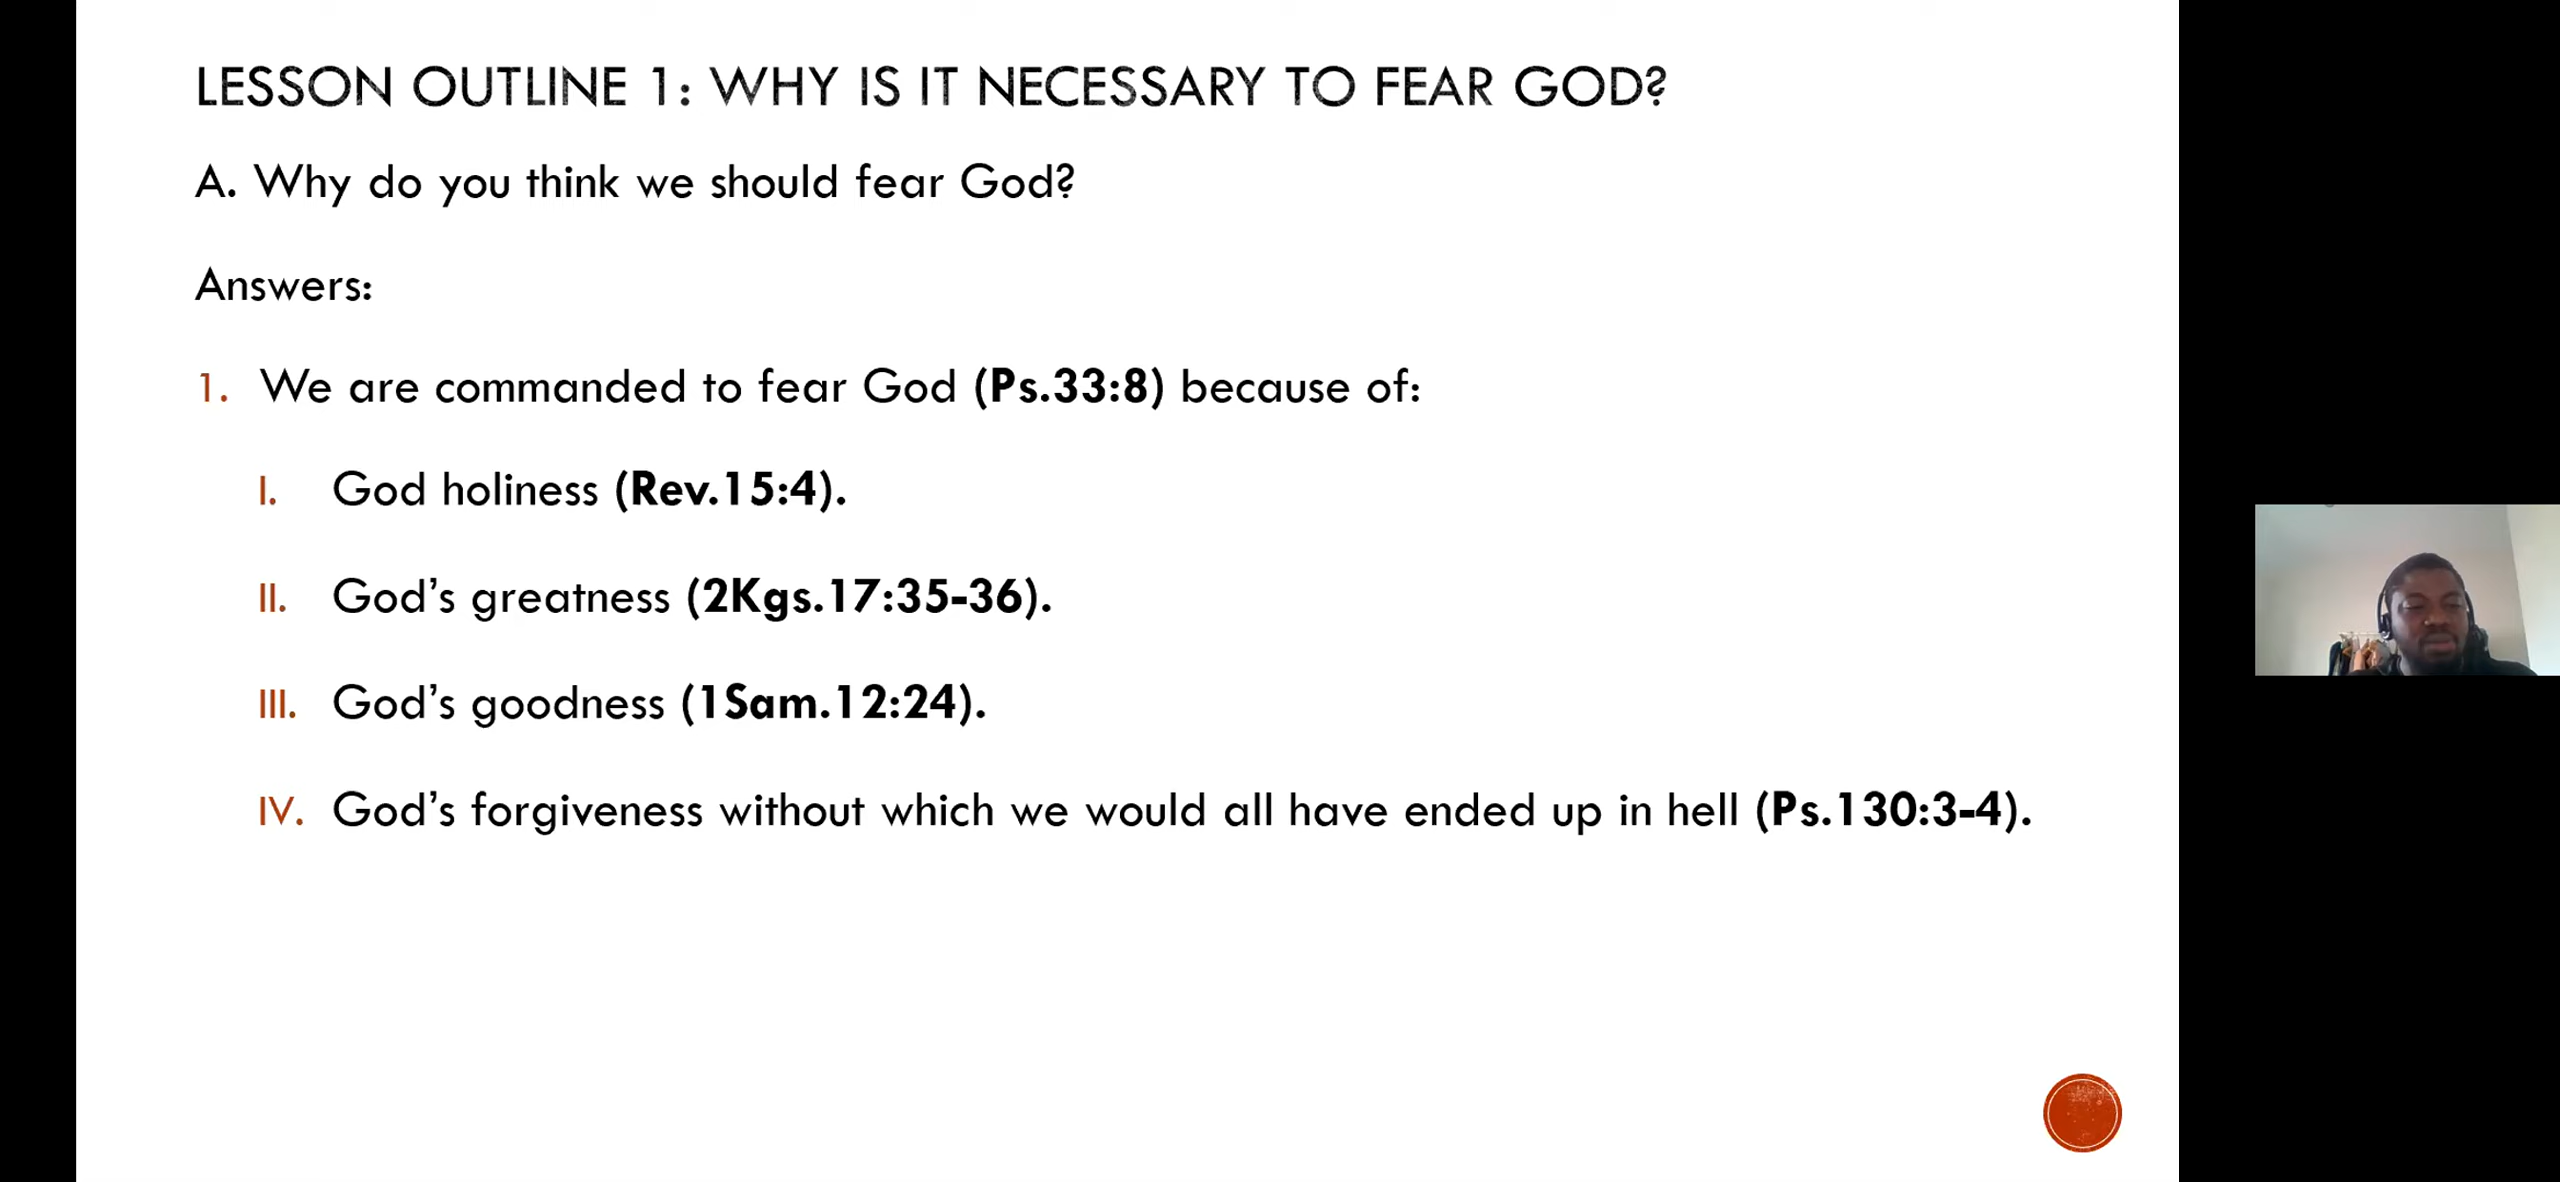 LESSON OUTLINE 1: WHY IS IT NECESSARY TO FEAR GOD?
A. Why do you think we should fear God?
Answers:
1. We are commanded to fear God (Ps.33:8) because of:
I. God holiness (Rev.15:4).
II. God’s greatness (2Kgs.17:35-36).
III. God’s goodness (1Sam.12:24).
IV. God’s forgiveness without which we would all have ended up in hell (Ps.130:3-4).